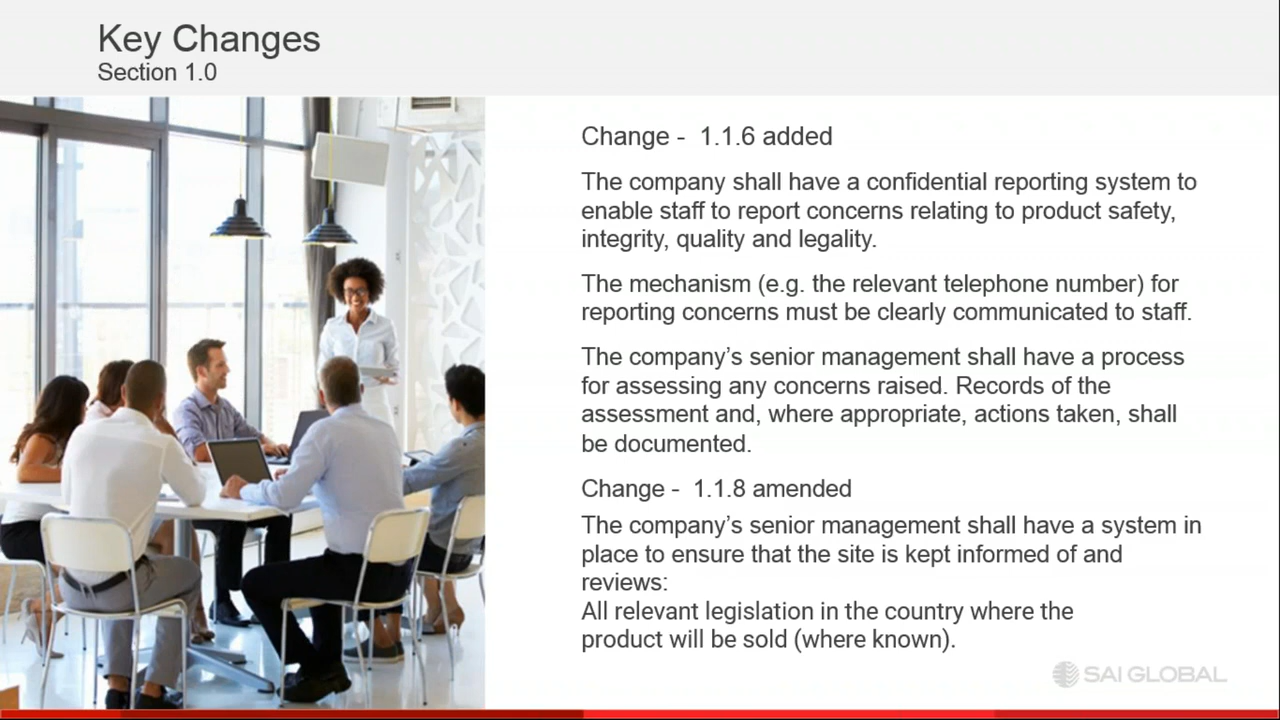 Key Changes
Section 1.0
Change - 1.1.6 added
The company shall have a confidential reporting system to
enable staff to report concerns relating to product safety,
integrity, quality and legality.
The mechanism (e.g. the relevant telephone number) for
reporting concerns must be clearly communicated to staff.
The company’s senior management shall have a process
for assessing any concerns raised. Records of the
assessment and, where appropriate, actions taken, shall
be documented.
Change - 1.1.8 amended
The company’s senior management shall have a system in
place to ensure that the site is kept informed of and
reviews:
All relevant legislation in the country where the
product will be sold (where known).
SAI GLOBAL